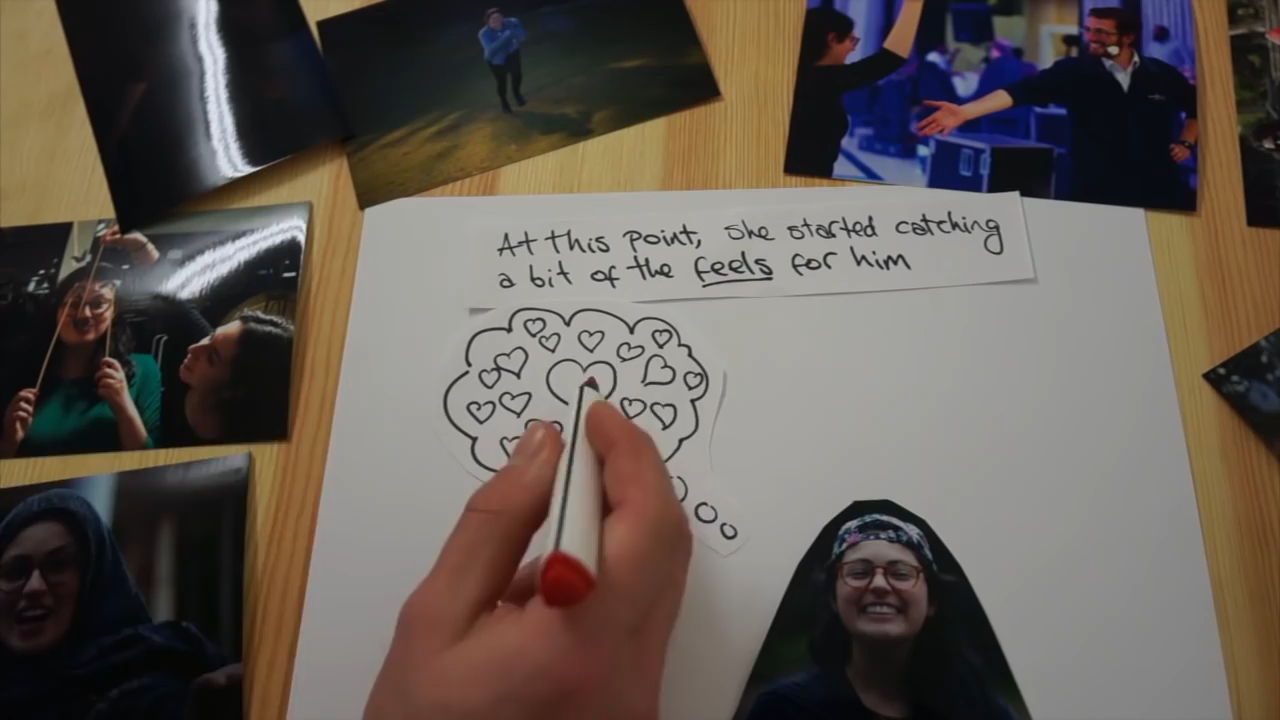 At this point, she started catching
a bit of the feels for him